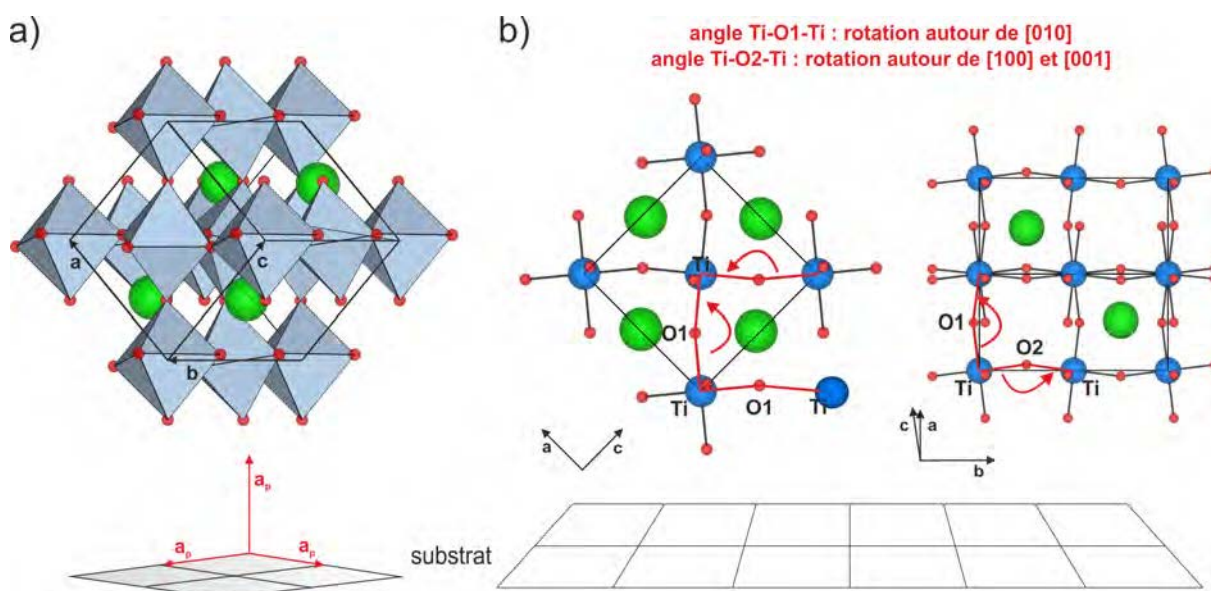 a)
a
c
b
a_p
a_p
a_p
substrat
b)
angle Ti-O1-Ti : rotation autour de [010]
angle Ti-O2-Ti : rotation autour de [100] et [001]
Ti
O1
Ti
O1
Ti
a
c
O1
O2
Ti
Ti
c
a
b